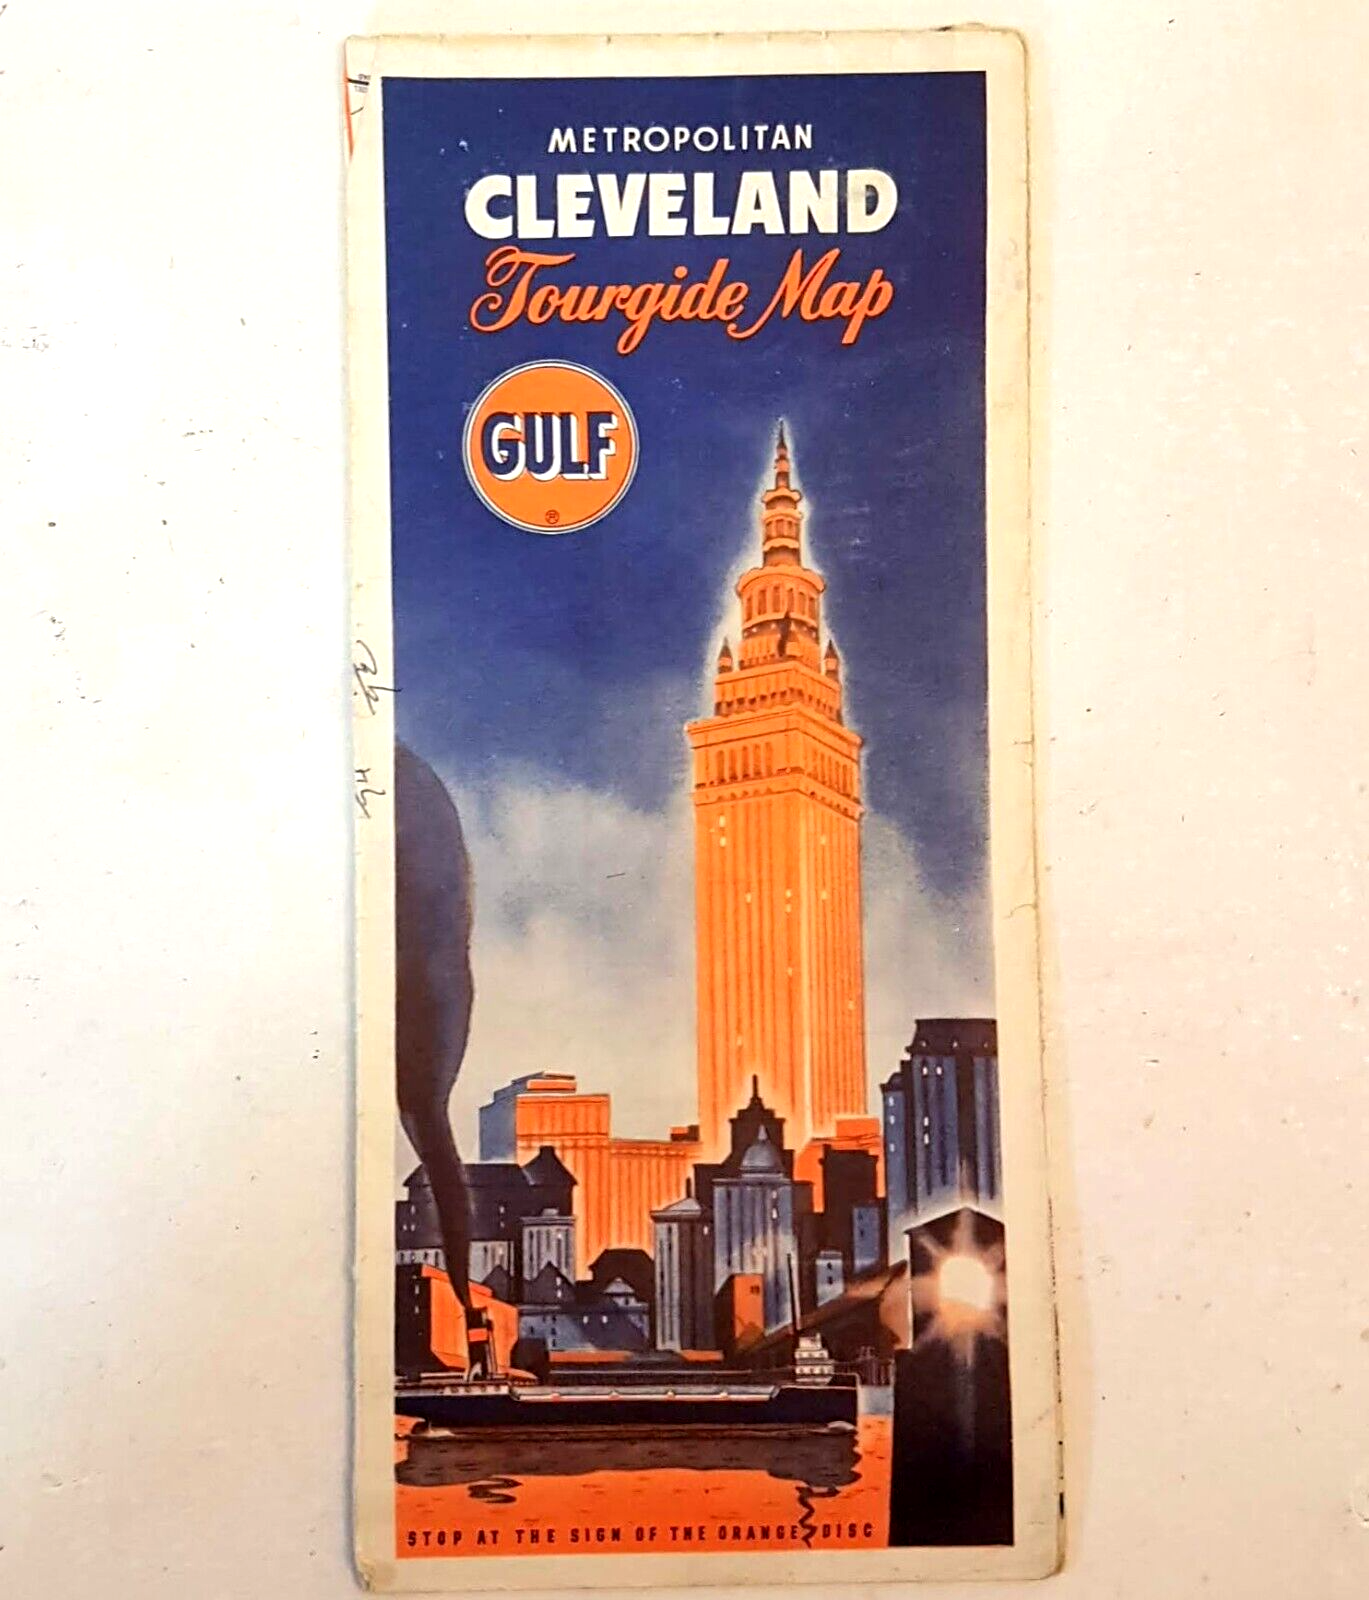 METROPOLITAN
CLEVELAND
Tourgide Map
GULF
®
STOP AT THE SIGN OF THE ORANGE DISC